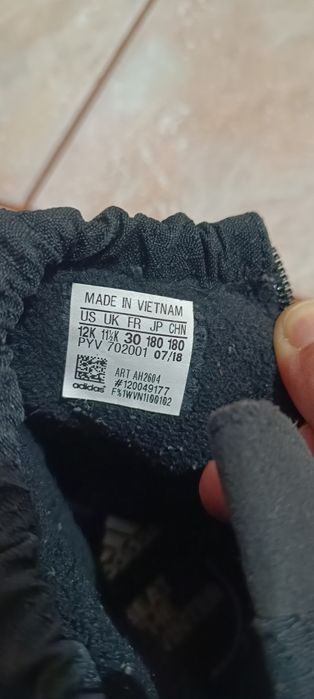 MADE IN VIETNAM
US UK FR JP CHN
12K 11½K 30 180 180
PYV 702001 07/18
ART AH2604
#120049177
adidas
F%1WVN1I00102